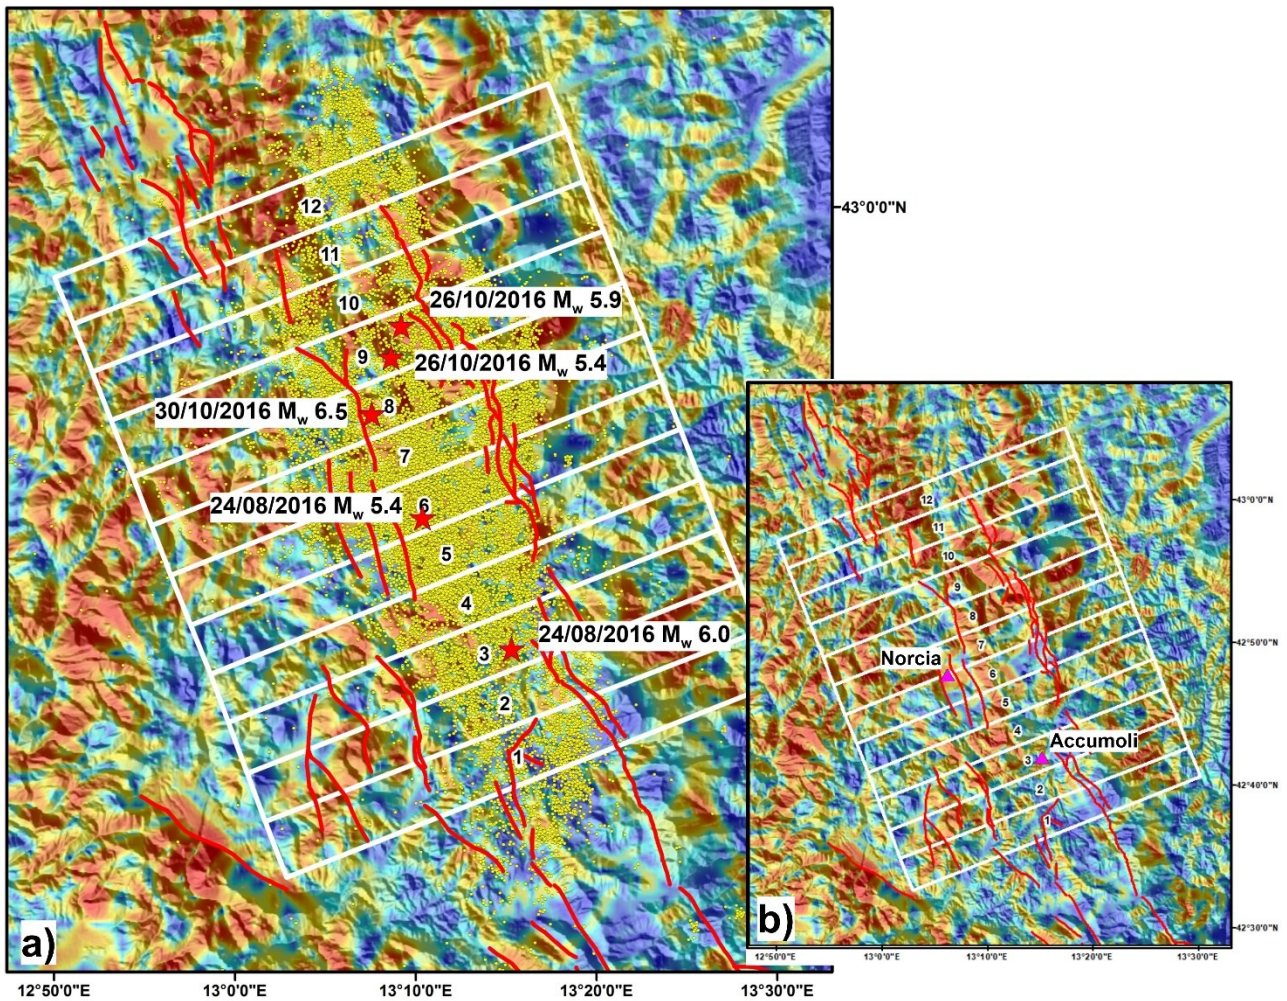 12
11
10
26/10/2016 Mw 5.9
9
26/10/2016 Mw 5.4
30/10/2016 Mw 6.5
8
7
24/08/2016 Mw 5.4
6
5
4
24/08/2016 Mw 6.0
3
2
1
a)
43°0'0"N
12°50'0"E
13°0'0"E
13°10'0"E
13°20'0"E
13°30'0"E
12
11
10
9
8
7
Norcia
6
5
4
Accumoli
3
2
1
b)
43°0'0"N
42°50'0"N
42°40'0"N
42°30'0"N
12°50'0"E
13°0'0"E
13°10'0"E
13°20'0"E
13°30'0"E